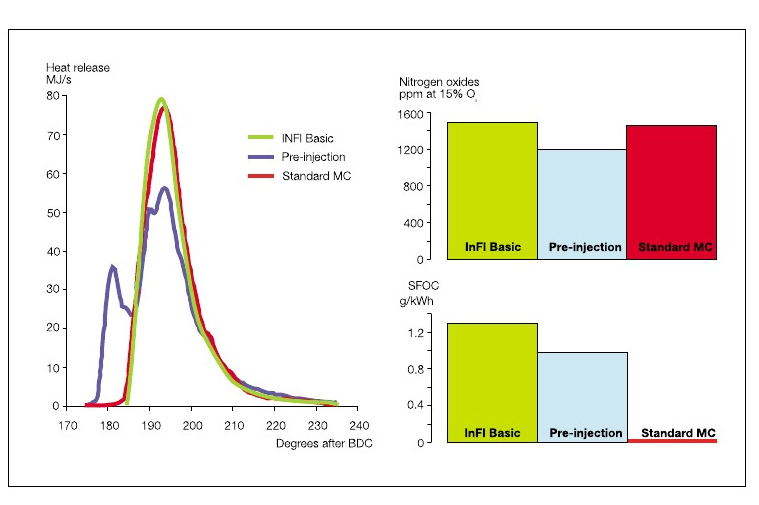 Heat release
MJ/s
80
70
60
50
40
30
20
10
0
170 180 190 200 210 220 230 240
Degrees after BDC
INFI Basic
Pre-injection
Standard MC
Nitrogen oxides
ppm at 15% O2
1600
1200
800
400
0
InFI Basic Pre-injection Standard MC
SFOC
g/kWh
1.2
0.8
0.4
0
InFI Basic Pre-injection Standard MC